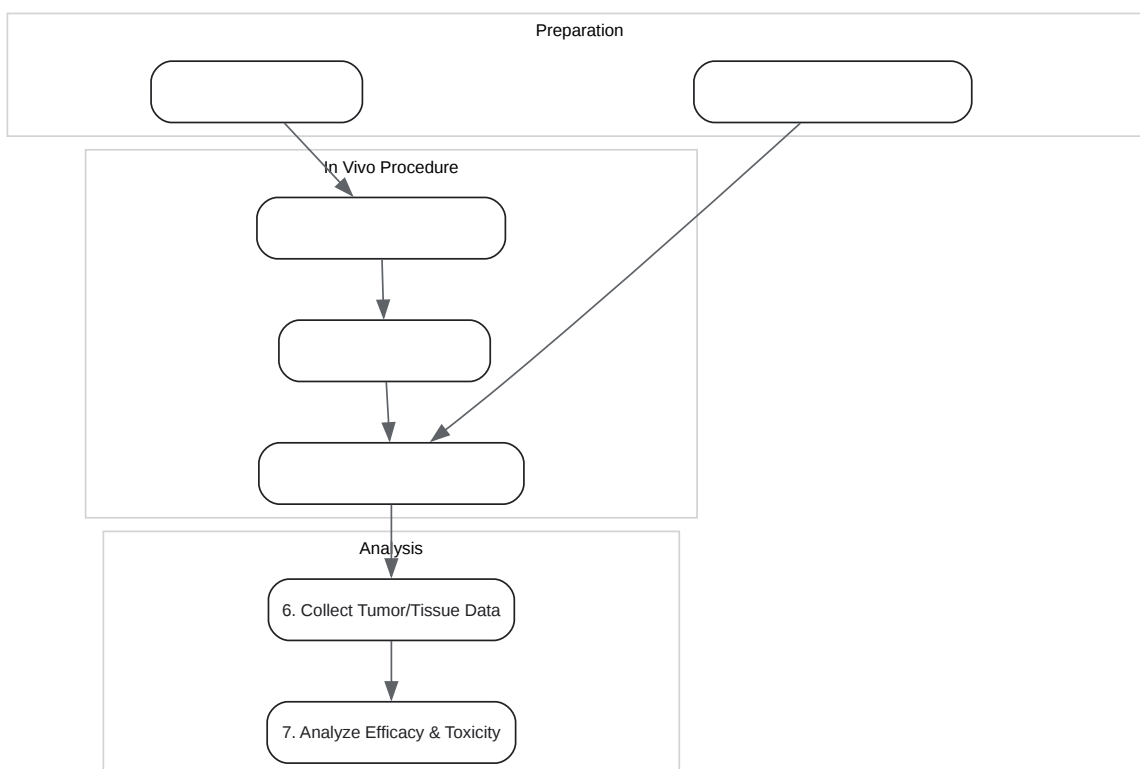 Preparation
In Vivo Procedure
Analysis
6. Collect Tumor/Tissue Data
7. Analyze Efficacy & Toxicity